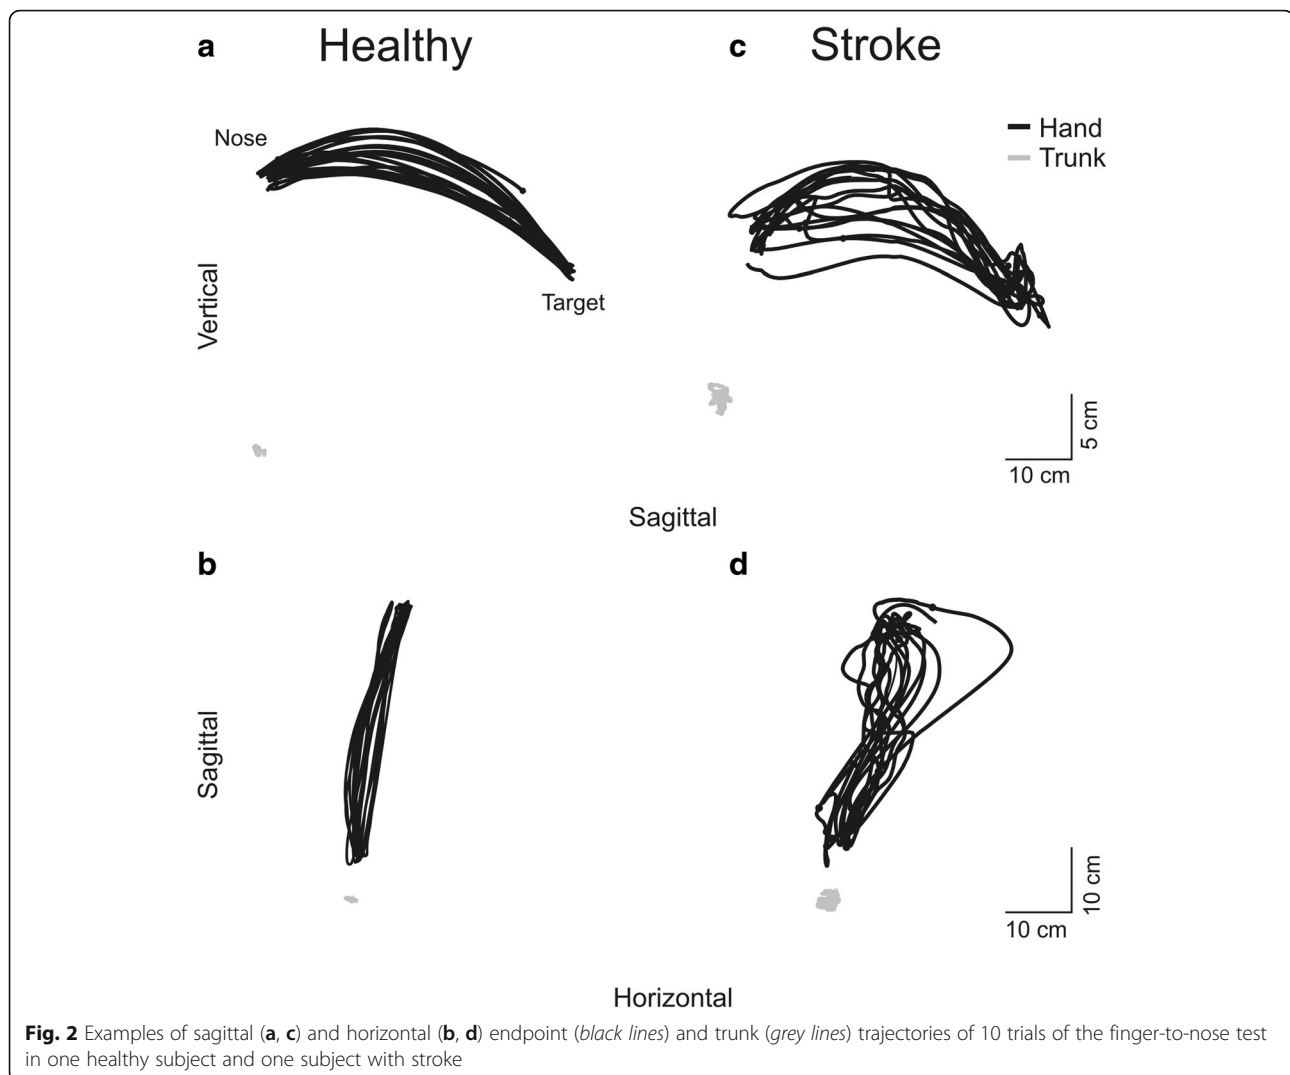 a
Healthy
c
Stroke
Nose
Hand
Trunk
Vertical
Target
5 cm
10 cm
Sagittal
b
d
Sagittal
10 cm
10 cm
Horizontal
Fig. 2 Examples of sagittal (a, c) and horizontal (b, d) endpoint (black lines) and trunk (grey lines) trajectories of 10 trials of the finger-to-nose test
in one healthy subject and one subject with stroke